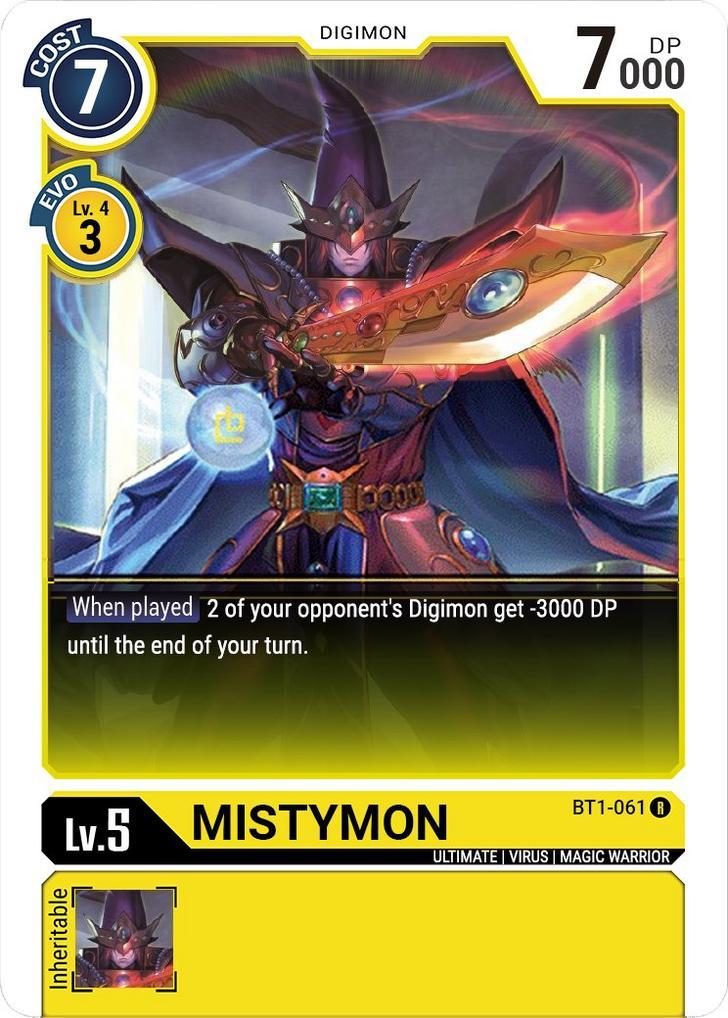 DIGIMON
COST
7
7000 DP
EVO
Lv. 4
3
When played 2 of your opponent's Digimon get -3000 DP
until the end of your turn.
Lv.5
MISTYMON
BT1-061 R
ULTIMATE | VIRUS | MAGIC WARRIOR
Inheritable